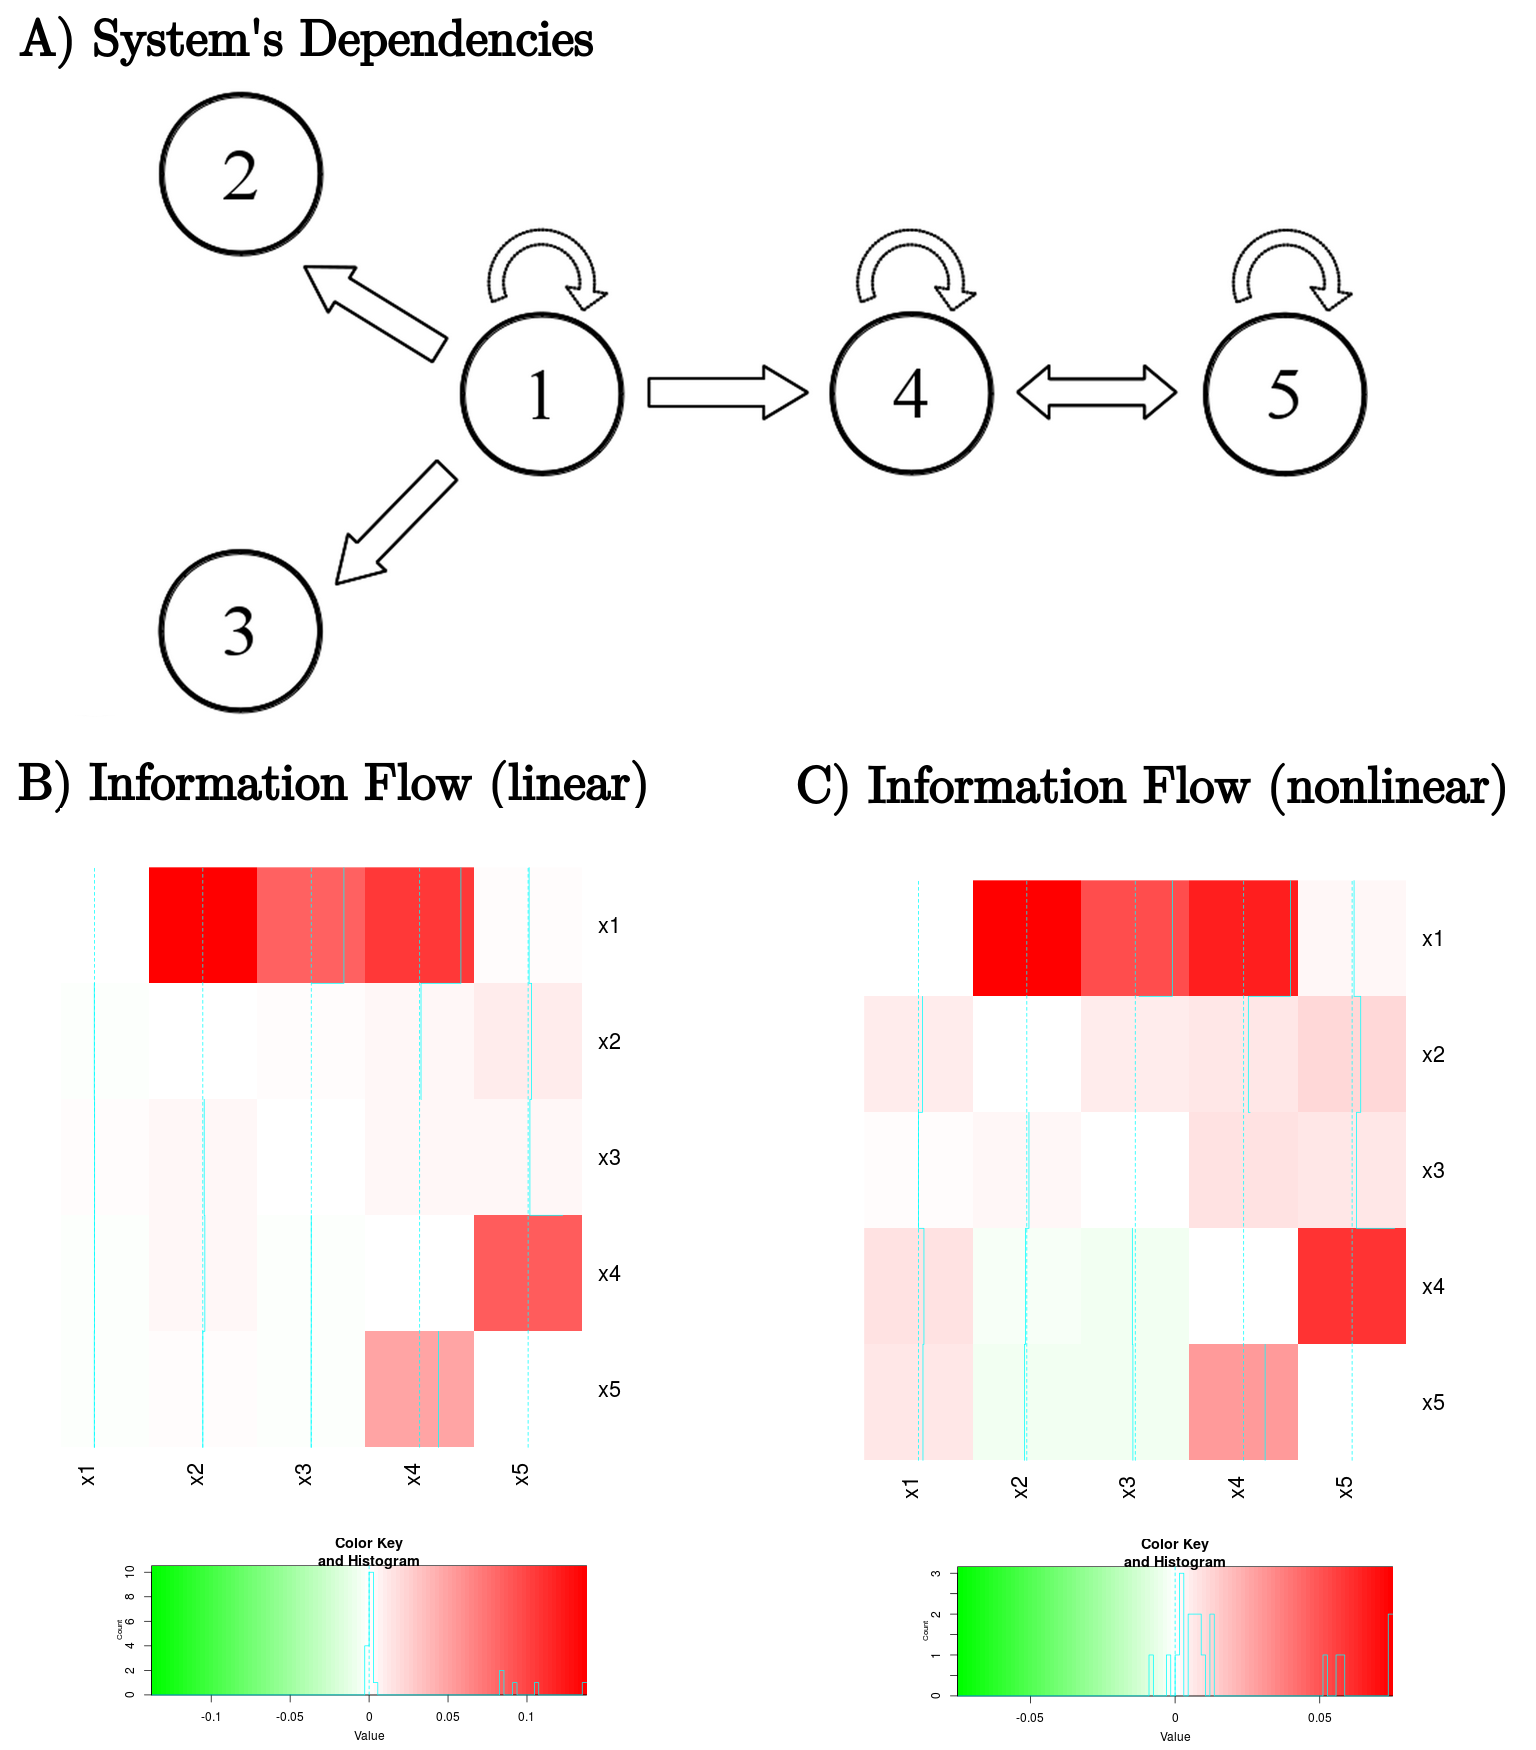 A) System's Dependencies
2
1
4
5
3
B) Information Flow (linear)
C) Information Flow (nonlinear)
x1
x2
x3
x4
x5
x1 x2 x3 x4 x5
x1
x2
x3
x4
x5
x1 x2 x3 x4 x5
Color Key
and Histogram
Count
0 2 4 6 8 10
-0.1 -0.05 0 0.05 0.1
Value
Color Key
and Histogram
Count
0 1 2 3
-0.05 0 0.05
Value